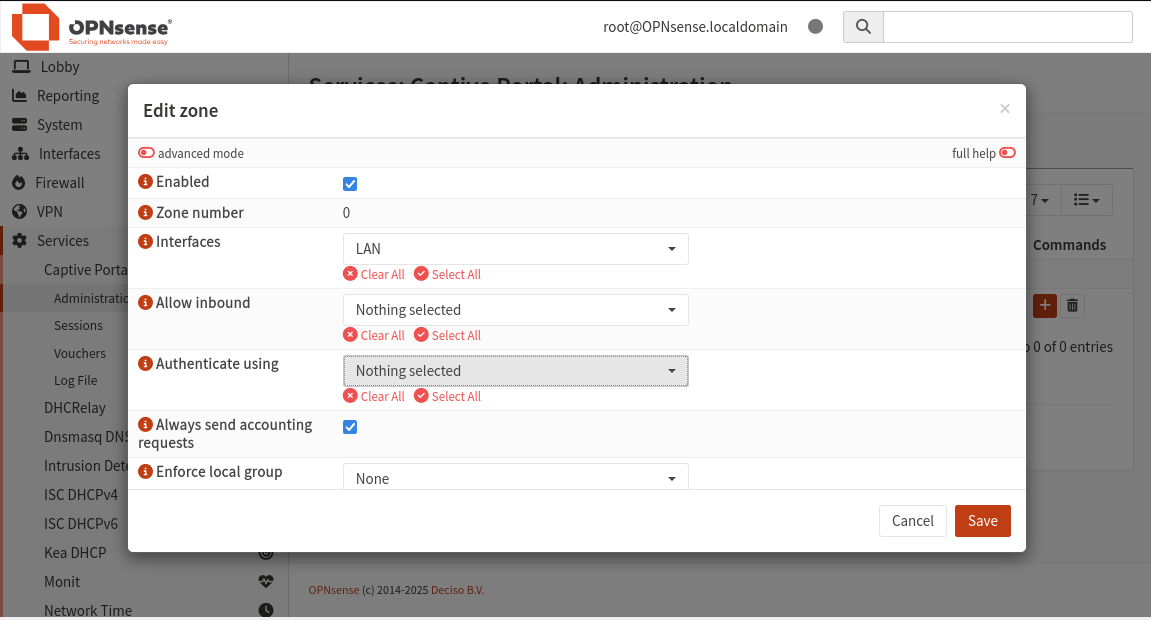 OPNsense®
Securing networks made easy
root@OPNsense.localdomain
Lobby
Reporting
System
Interfaces
Firewall
VPN
Services
Captive Porta
Administratio
Sessions
Vouchers
Log File
DHCRelay
Dnsmasq DNS
Intrusion Dete
ISC DHCPv4
ISC DHCPv6
Kea DHCP
Monit
Network Time
Services: Captive Portal: Administration
Edit zone
×
advanced mode
full help
Enabled
Zone number
0
Interfaces
LAN
Clear All
Select All
Allow inbound
Nothing selected
Clear All
Select All
Authenticate using
Nothing selected
Clear All
Select All
Always send accounting
requests
Enforce local group
None
Cancel
Save
7
Commands
o 0 of 0 entries
OPNsense (c) 2014-2025 Deciso B.V.